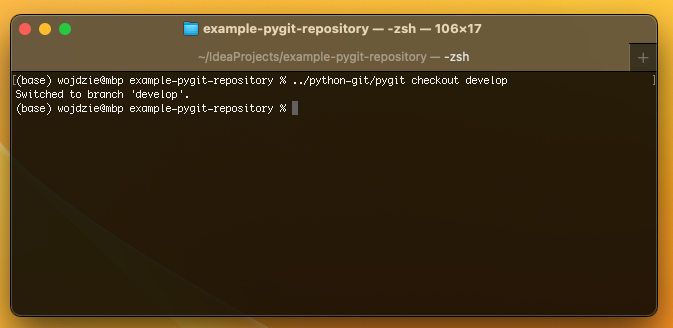 example-pygit-repository — -zsh — 106×17
~/IdeaProjects/example-pygit-repository — -zsh
+
[(base) wojdzie@mbp example-pygit-repository % ../python-git/pygit checkout develop ]
Switched to branch 'develop'.
(base) wojdzie@mbp example-pygit-repository %